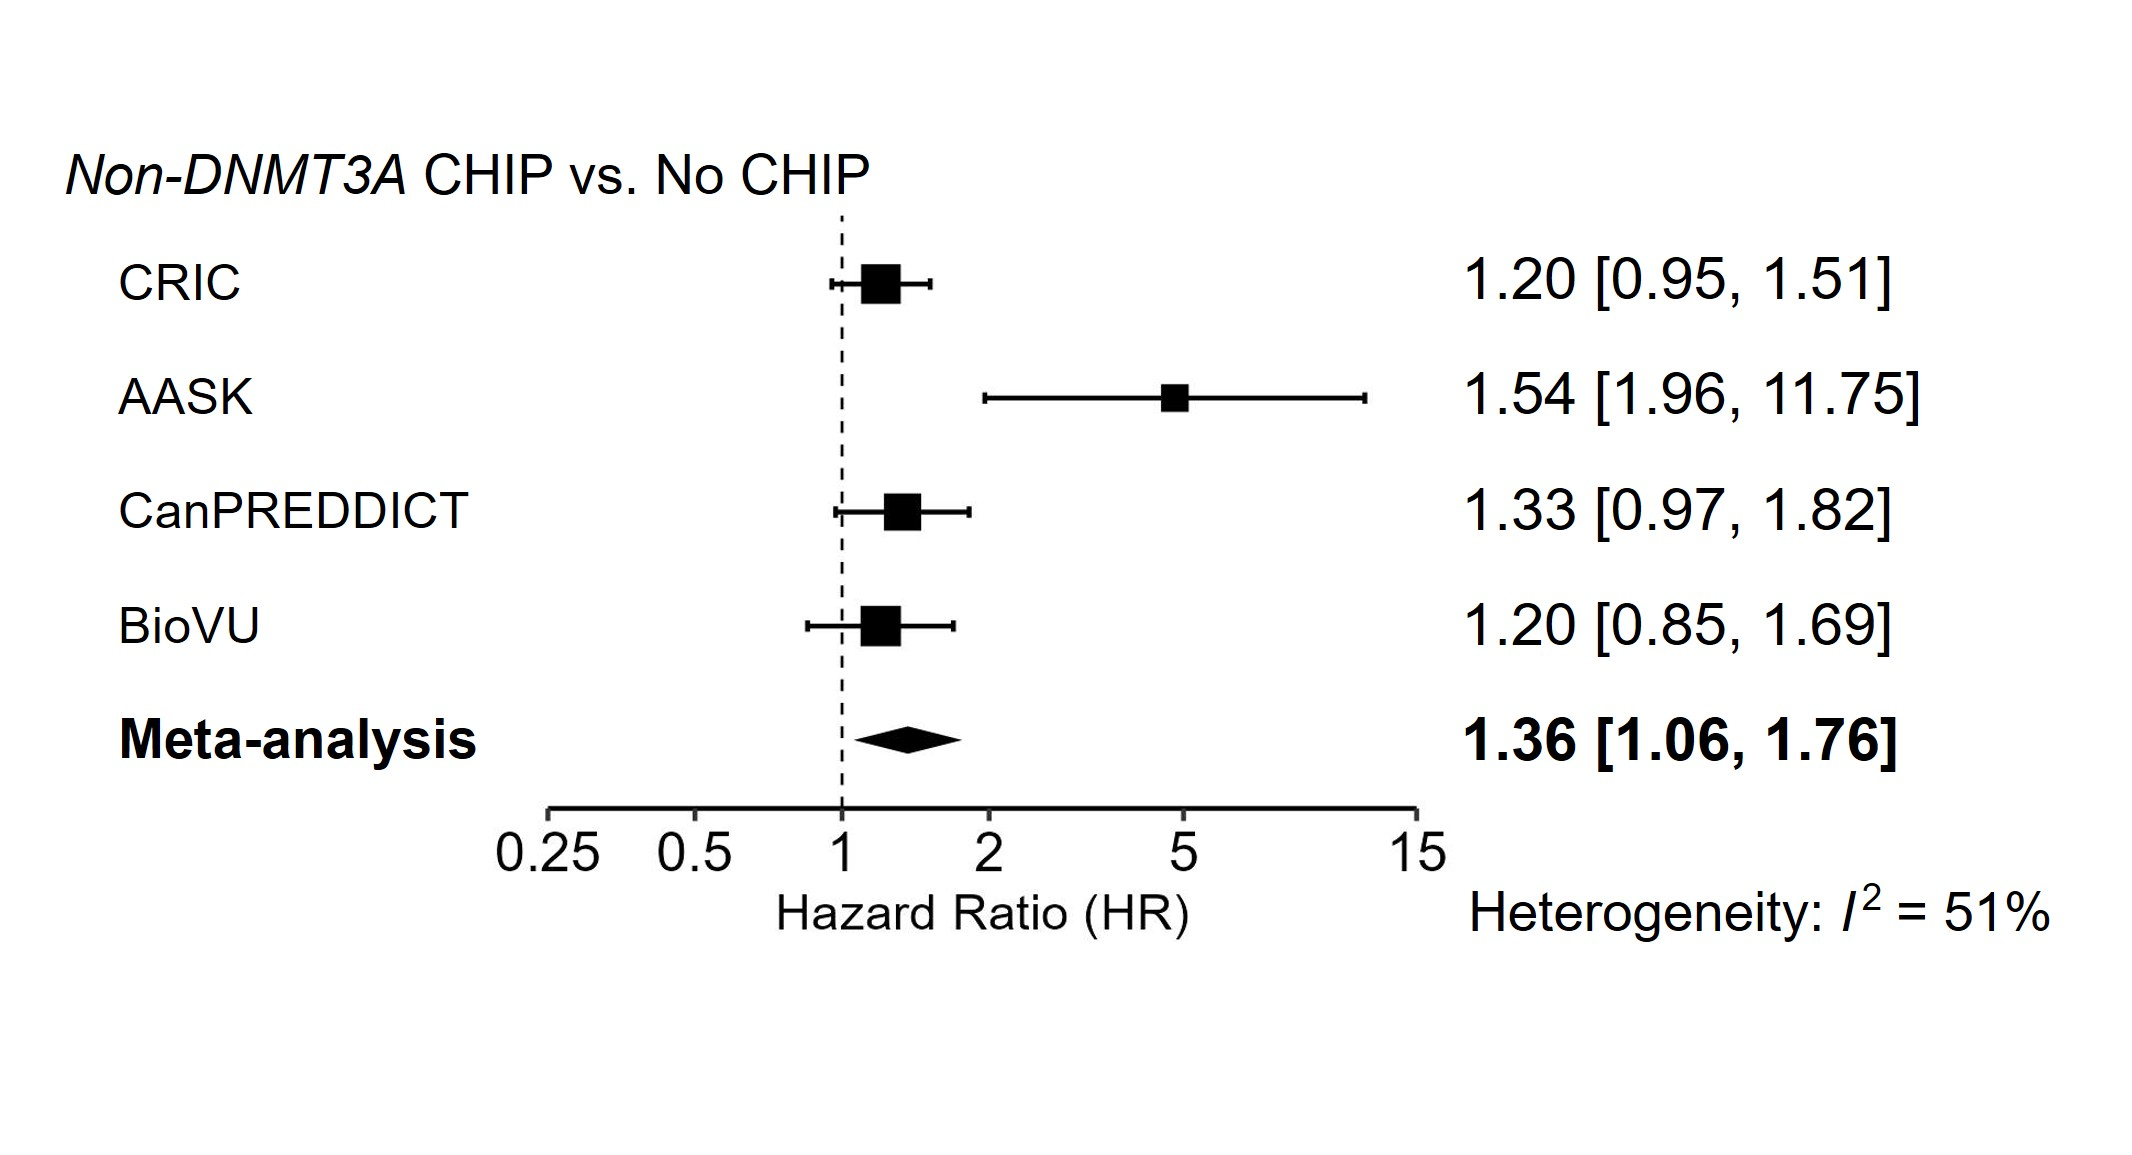 Non-DNMT3A CHIP vs. No CHIP
CRIC 1.20 [0.95, 1.51]
AASK 1.54 [1.96, 11.75]
CanPREDDICT 1.33 [0.97, 1.82]
BioVU 1.20 [0.85, 1.69]
Meta-analysis 1.36 [1.06, 1.76]
0.25 0.5 1 2 5 15
Hazard Ratio (HR)
Heterogeneity: I² = 51%